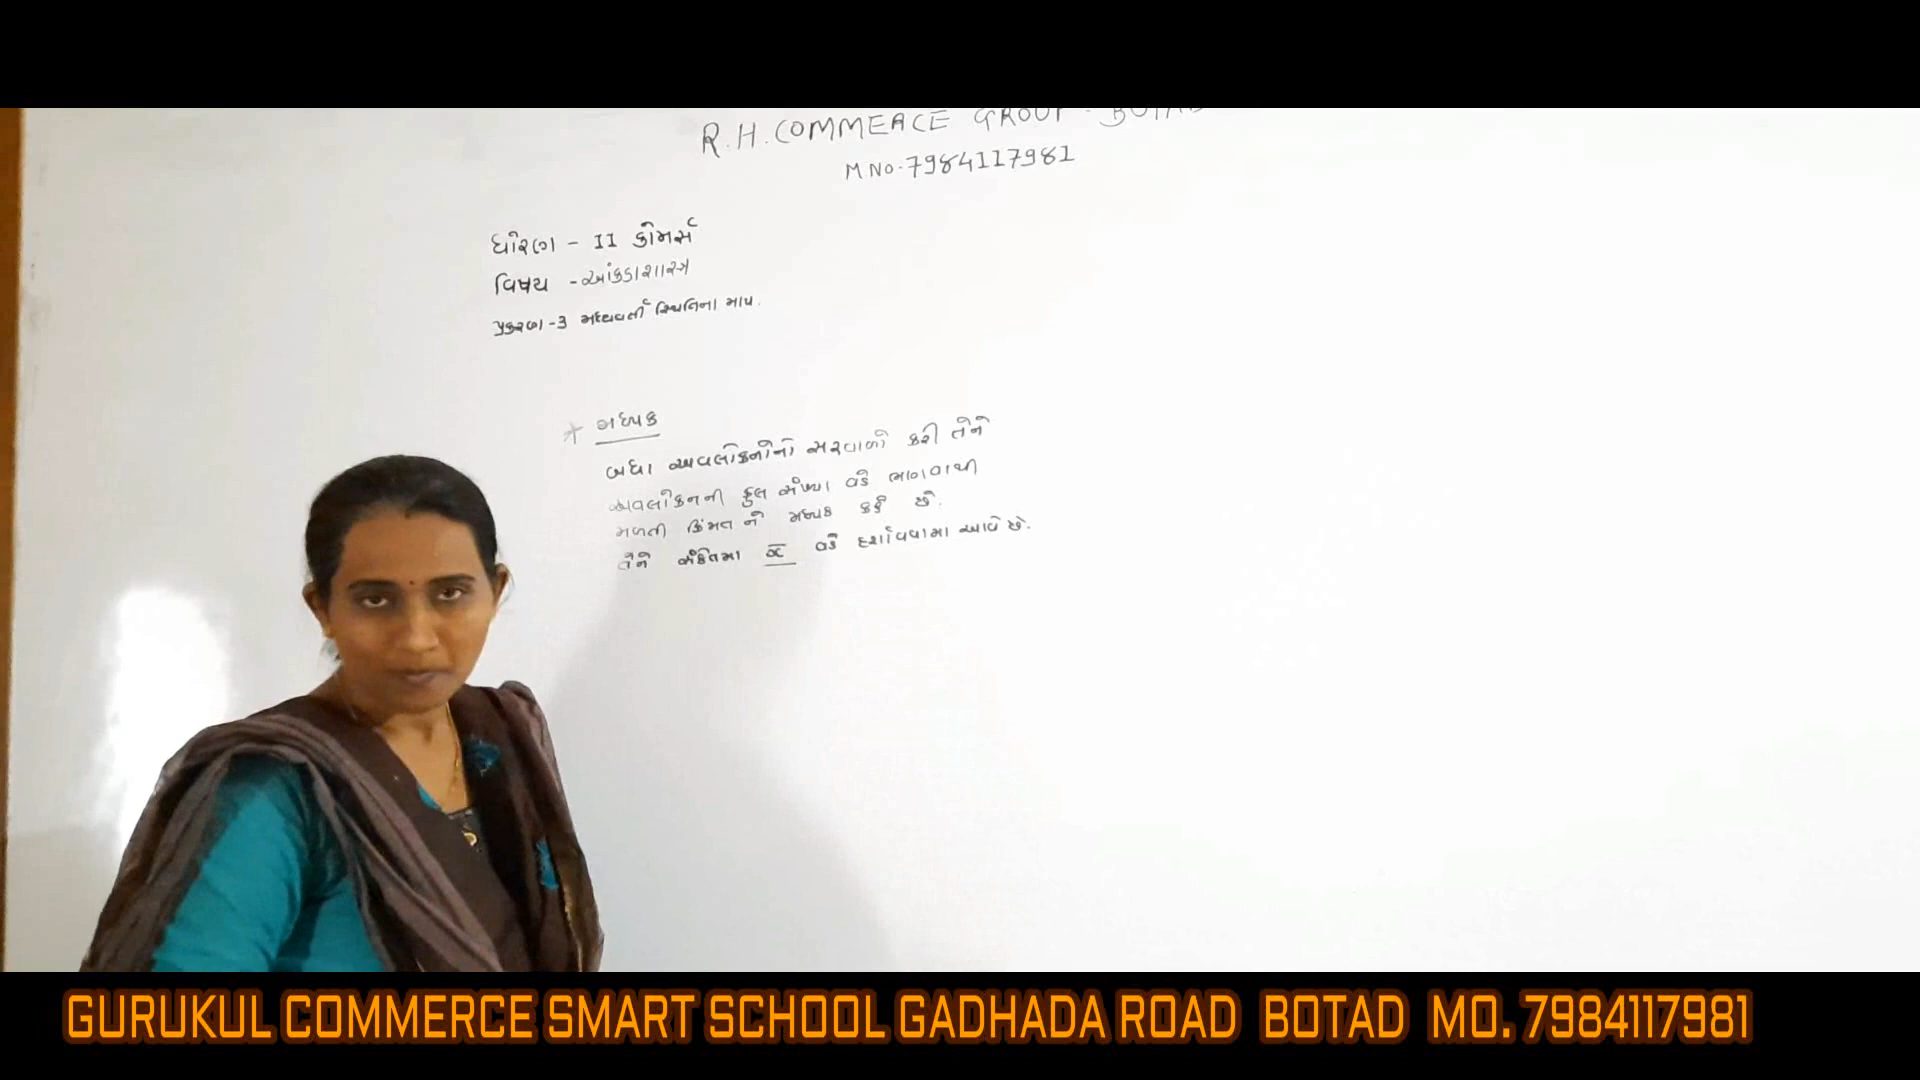 R.H. COMMERCE GROUP - BOTAD
M NO. 7984117981
ધોરણ - 11 કોમર્સ
વિષય - આંકડાશાસ્ત્ર
પ્રકરણ - 3 મધ્યવર્તી સ્થિતિના માપ.
* મધ્યક
બધા અવલોકનોનો સરવાળો કરી તેને
અવલોકનની કુલ સંખ્યા વડે ભાગવાથી
મળતી કિંમત ને મધ્યક કહે છે.
તેને સંકેતમા x̄ વડે દર્શાવવામા આવે છે.
GURUKUL COMMERCE SMART SCHOOL GADHADA ROAD BOTAD MO. 7984117981